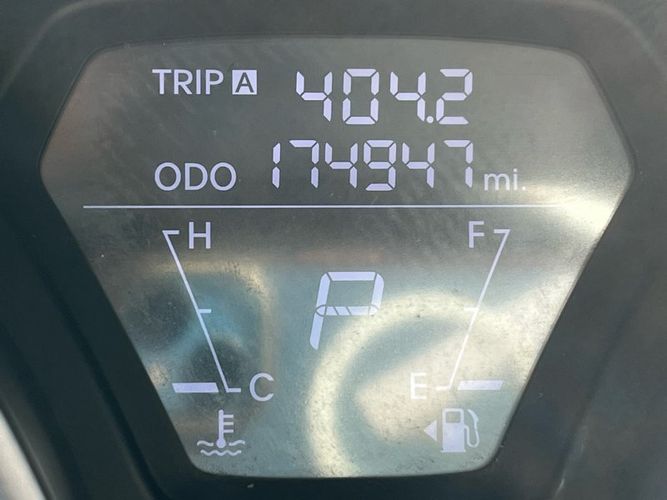 TRIP A 404.2
ODO 174947 mi.
H F
P
C E